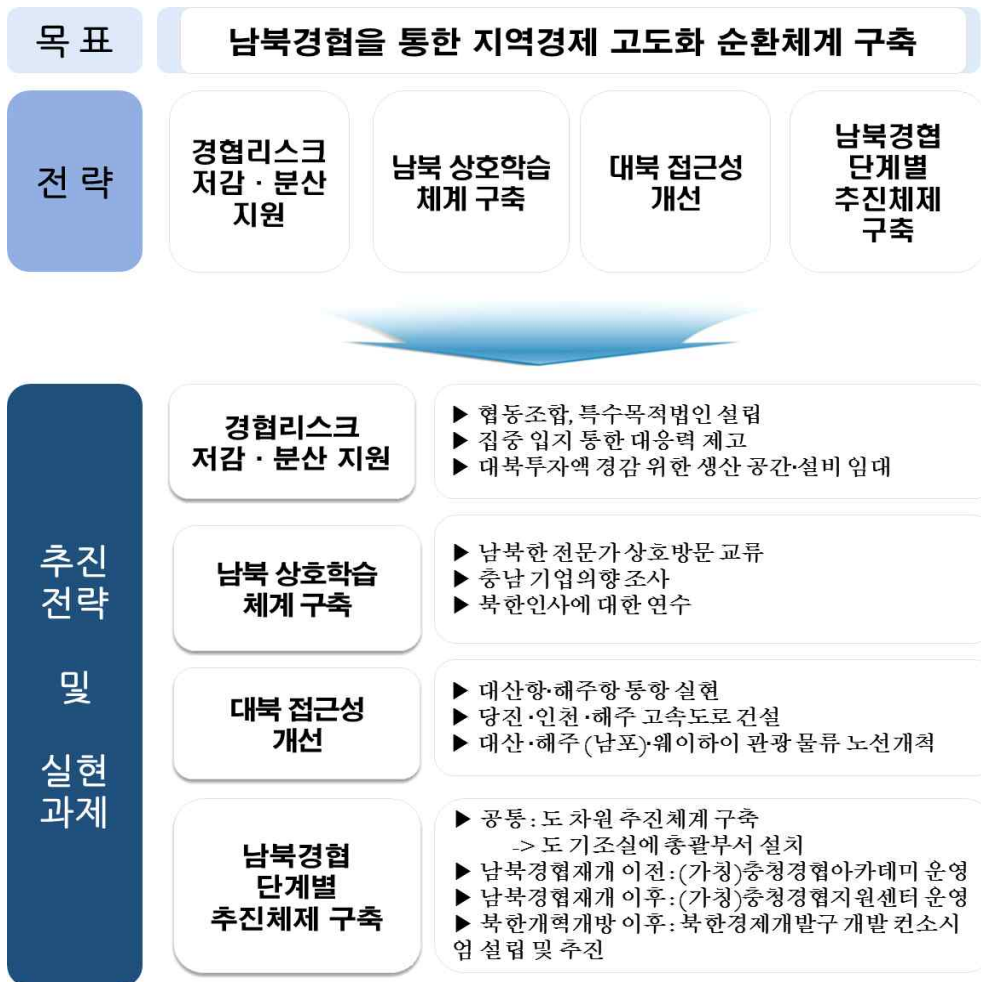 목 표
남북경협을 통한 지역경제 고도화 순환체계 구축
전 략
경협리스크
저감 · 분산
지원
남북 상호학습
체계 구축
대북 접근성
개선
남북경협
단계별
추진체제
구축
추진
전략
및
실현
과제
경협리스크
저감 · 분산 지원
▶ 협동조합, 특수목적법인 설립
▶ 집중 입지 통한 대응력 제고
▶ 대북투자액 경감 위한 생산 공간·설비 임대
남북 상호학습
체계 구축
▶ 남북한 전문가 상호방문 교류
▶ 충남 기업의향 조사
▶ 북한인사에 대한 연수
대북 접근성
개선
▶ 대산항·해주항 통항 실현
▶ 당진·인천·해주 고속도로 건설
▶ 대산·해주 (남포)·웨이하이 관광 물류 노선개척
남북경협
단계별
추진체제 구축
▶ 공통 : 도 차원 추진체계 구축
-> 도 기조실에 총괄부서 설치
▶ 남북경협재개 이전 : (가칭)충청경협아카데미 운영
▶ 남북경협재개 이후 : (가칭)충청경협지원센터 운영
▶ 북한개혁개방 이후 : 북한경제개발구 개발 컨소시
엄 설립 및 추진